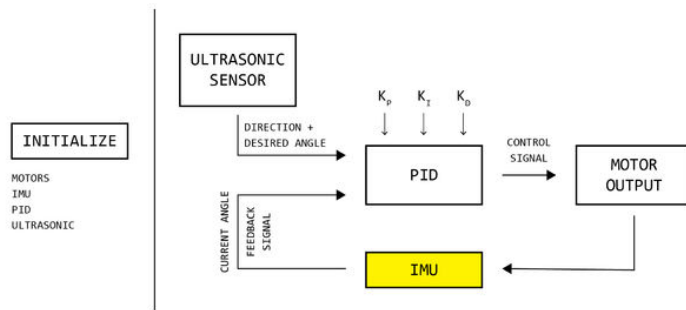 INITIALIZE
MOTORS
IMU
PID
ULTRASONIC
ULTRASONIC
SENSOR
DIRECTION +
DESIRED ANGLE
K_P K_I K_D
PID
CONTROL
SIGNAL
MOTOR
OUTPUT
CURRENT ANGLE
FEEDBACK
SIGNAL
IMU